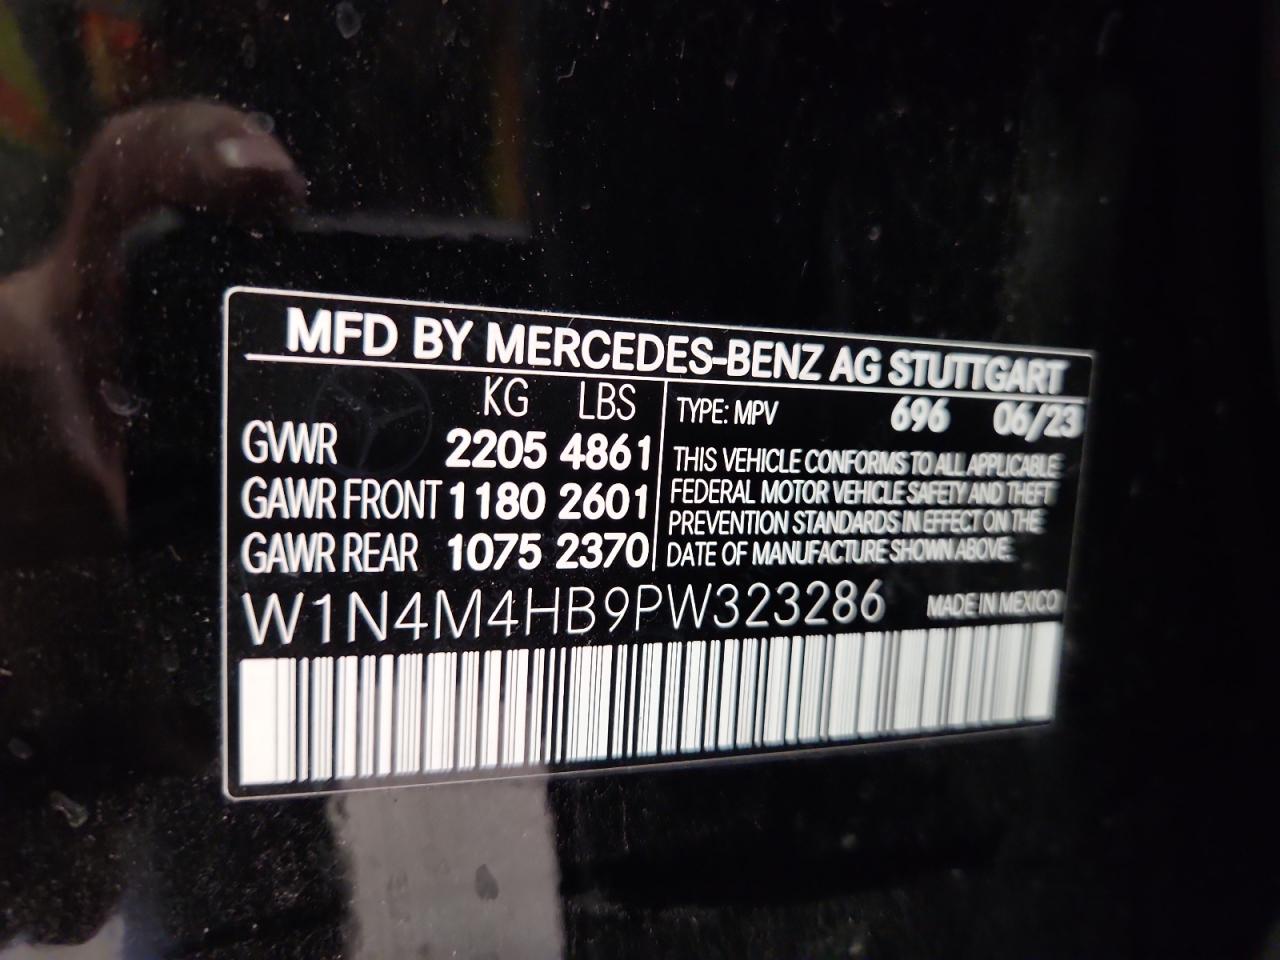 MFD BY MERCEDES-BENZ AG STUTTGART
KG LBS
GVWR 2205 4861
GAWR FRONT 1180 2601
GAWR REAR 1075 2370
TYPE: MPV 696 06/23
THIS VEHICLE CONFORMS TO ALL APPLICABLE
FEDERAL MOTOR VEHICLE SAFETY AND THEFT
PREVENTION STANDARDS IN EFFECT ON THE
DATE OF MANUFACTURE SHOWN ABOVE.
W1N4M4HB9PW323286 MADE IN MEXICO